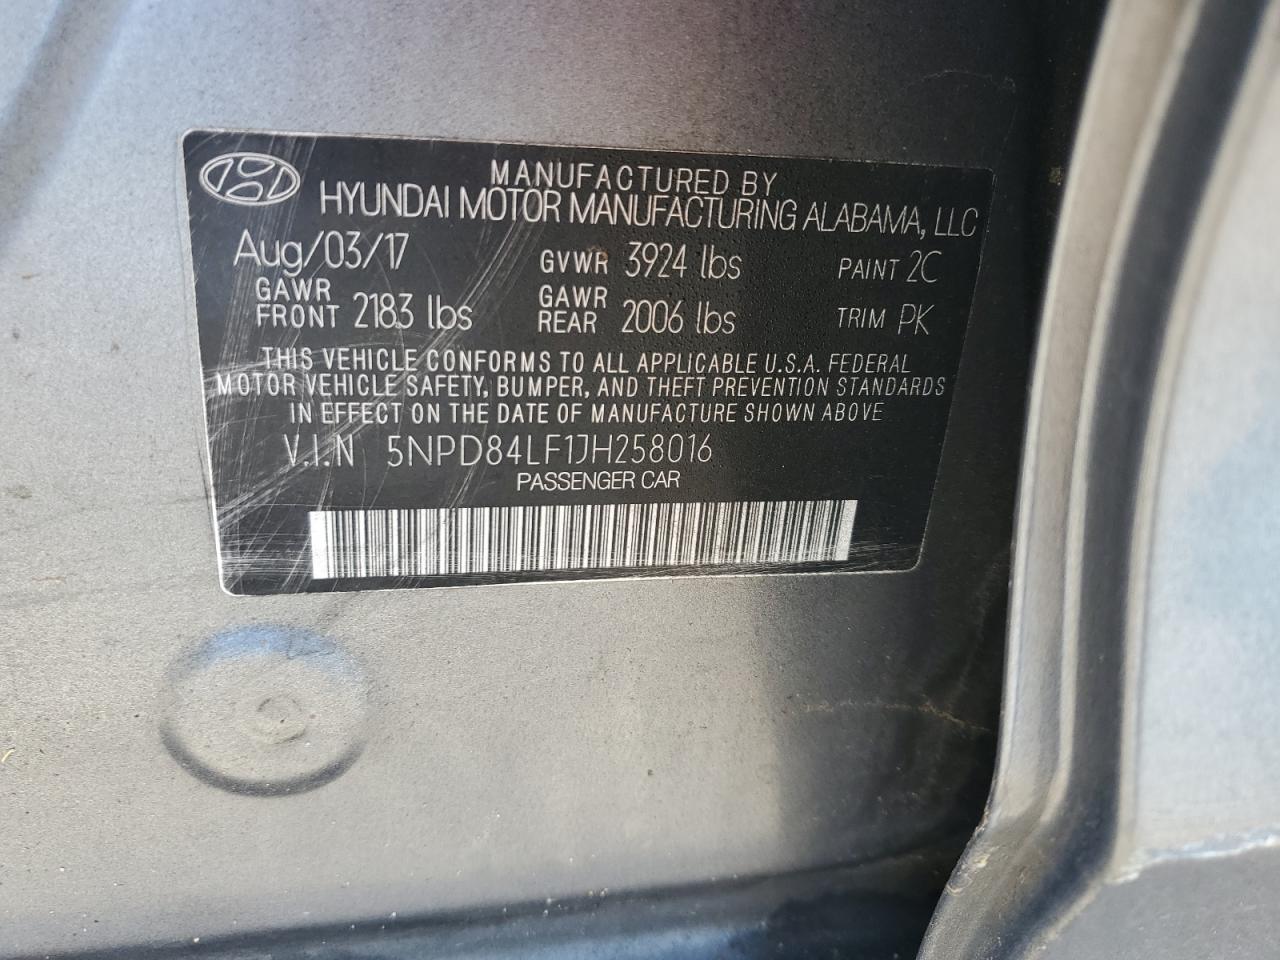 MANUFACTURED BY
HYUNDAI MOTOR MANUFACTURING ALABAMA, LLC
Aug/03/17 GVWR 3924 lbs PAINT 2C
GAWR FRONT 2183 lbs GAWR REAR 2006 lbs TRIM PK
THIS VEHICLE CONFORMS TO ALL APPLICABLE U.S.A. FEDERAL
MOTOR VEHICLE SAFETY, BUMPER, AND THEFT PREVENTION STANDARDS
IN EFFECT ON THE DATE OF MANUFACTURE SHOWN ABOVE
V.I.N 5NPD84LF1JH258016
PASSENGER CAR